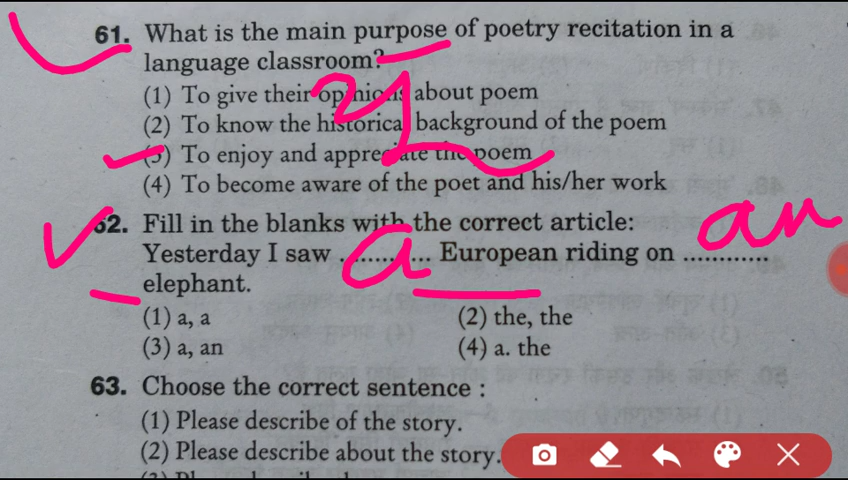 61. What is the main purpose of poetry recitation in a
language classroom?
(1) To give their opinions about poem
(2) To know the historical background of the poem
(3) To enjoy and appreciate the poem
(4) To become aware of the poet and his/her work
62. Fill in the blanks with the correct article:
an
Yesterday I saw ........... European riding on ............
a
elephant.
(1) a, a (2) the, the
(3) a, an (4) a. the
63. Choose the correct sentence :
(1) Please describe of the story.
(2) Please describe about the story.